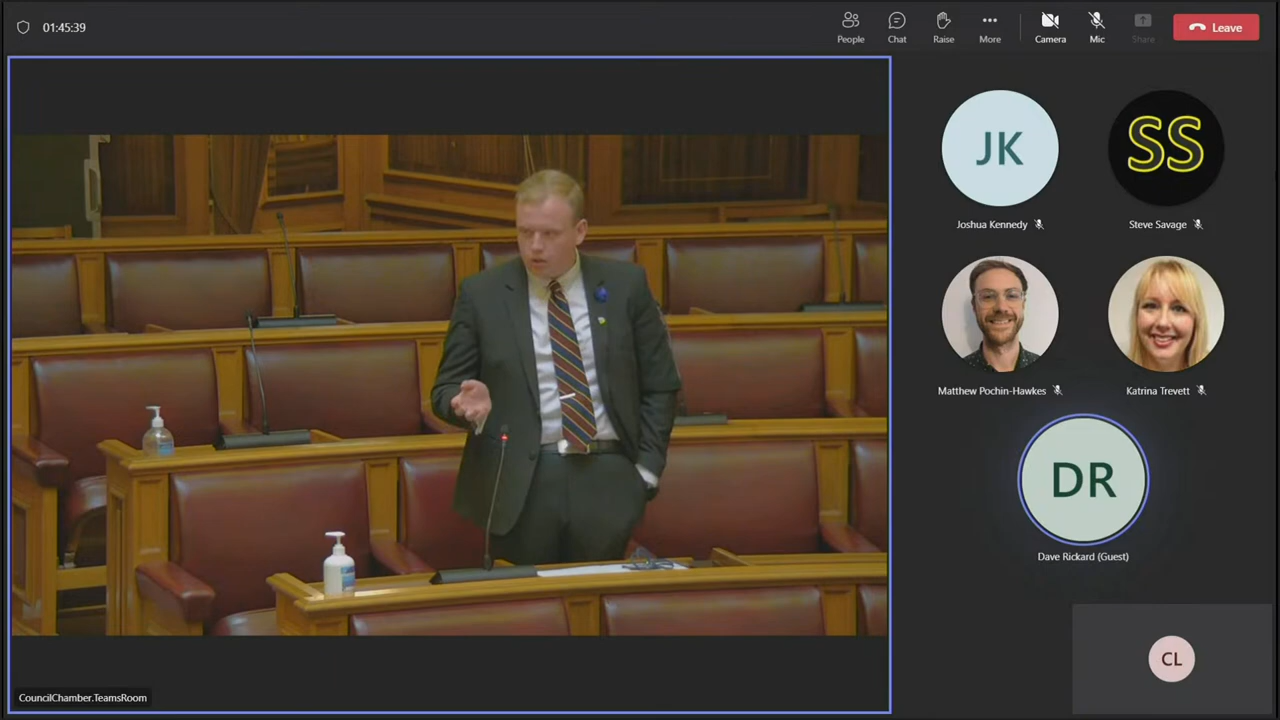 01:45:39
People
Chat
Raise
More
Camera
Mic
Share
Leave
JK
SS
Joshua Kennedy
Steve Savage
Matthew Pochin-Hawkes
Katrina Trevett
DR
Dave Rickard (Guest)
CL
CouncilChamber.TeamsRoom